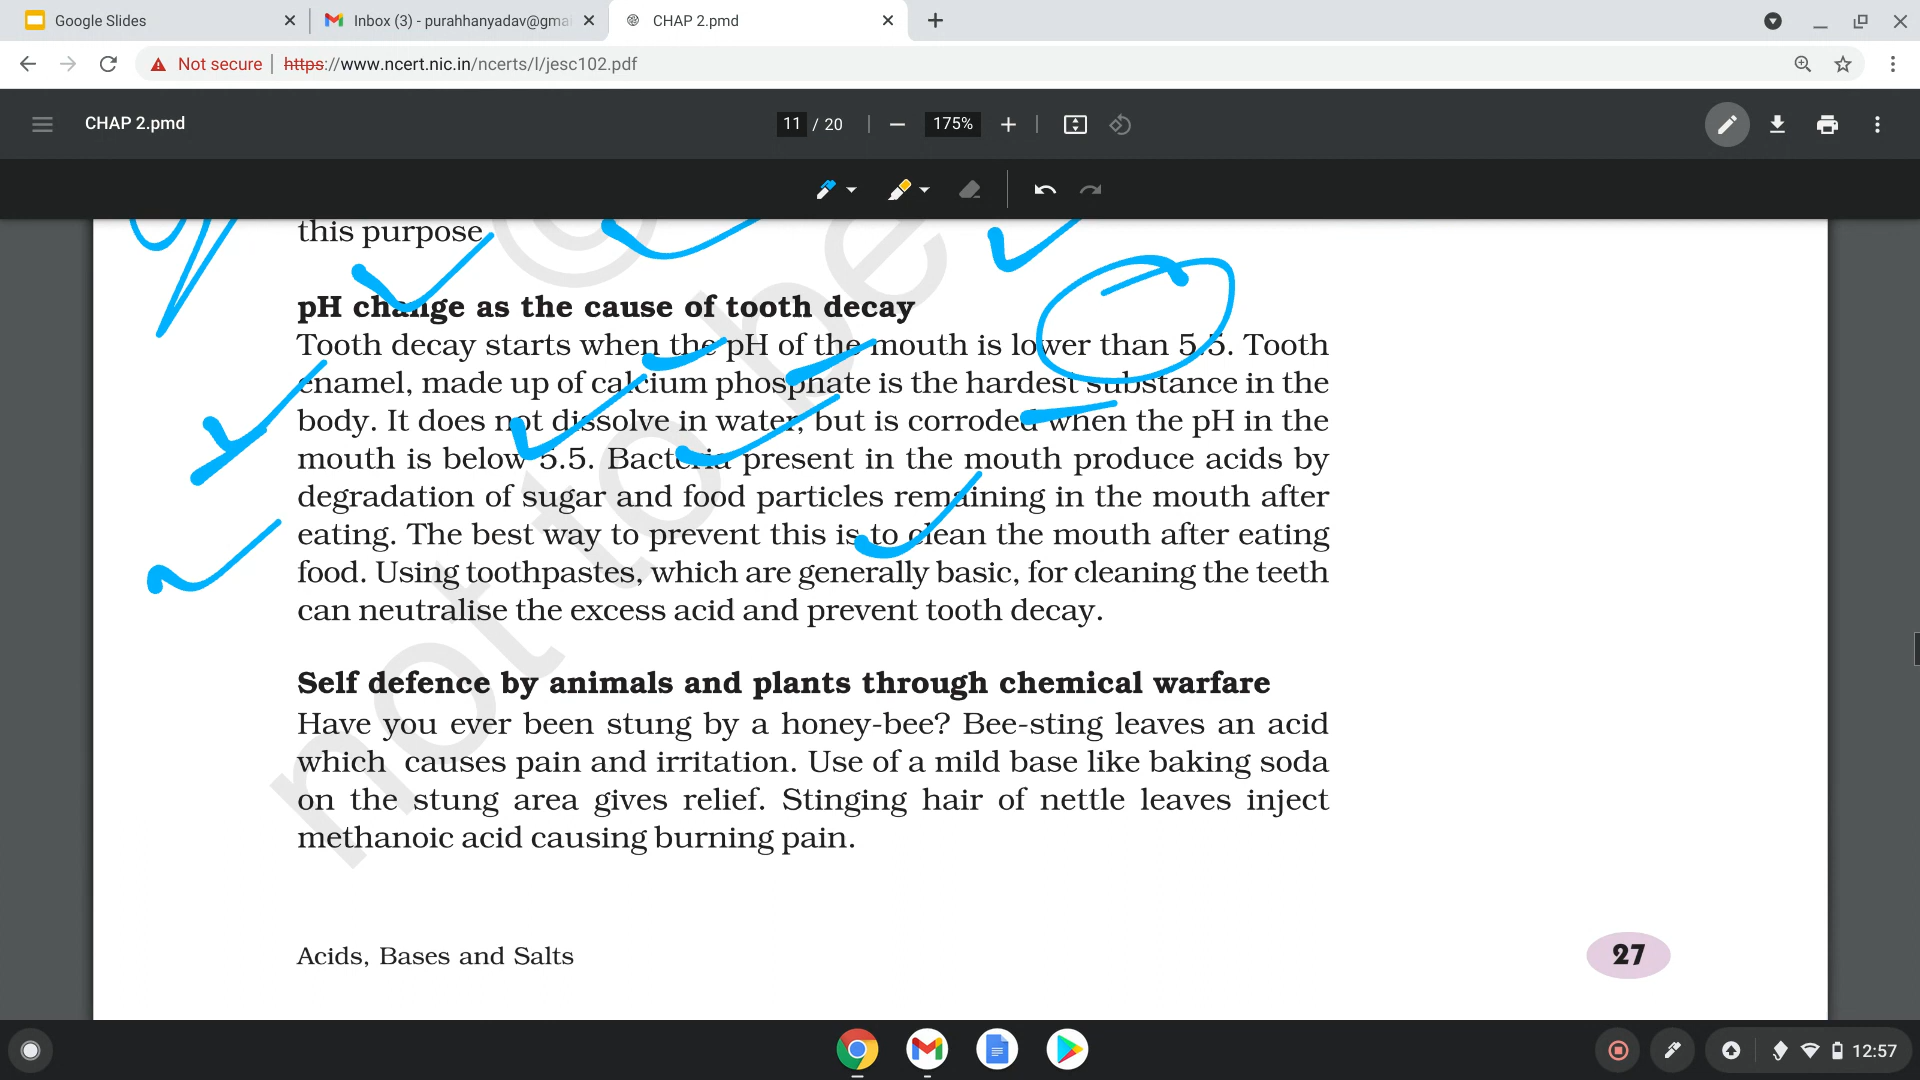 Google Slides
Inbox (3) - purahhanyadav@gma
CHAP 2.pmd
Not secure
https://www.ncert.nic.in/ncerts/l/jesc102.pdf
CHAP 2.pmd
11 / 20
175%
this purpose
pH change as the cause of tooth decay
Tooth decay starts when the pH of the mouth is lower than 5.5. Tooth
enamel, made up of calcium phosphate is the hardest substance in the
body. It does not dissolve in water, but is corroded when the pH in the
mouth is below 5.5. Bacteria present in the mouth produce acids by
degradation of sugar and food particles remaining in the mouth after
eating. The best way to prevent this is to clean the mouth after eating
food. Using toothpastes, which are generally basic, for cleaning the teeth
can neutralise the excess acid and prevent tooth decay.
Self defence by animals and plants through chemical warfare
Have you ever been stung by a honey-bee? Bee-sting leaves an acid
which causes pain and irritation. Use of a mild base like baking soda
on the stung area gives relief. Stinging hair of nettle leaves inject
methanoic acid causing burning pain.
not to be
Acids, Bases and Salts
27
12:57